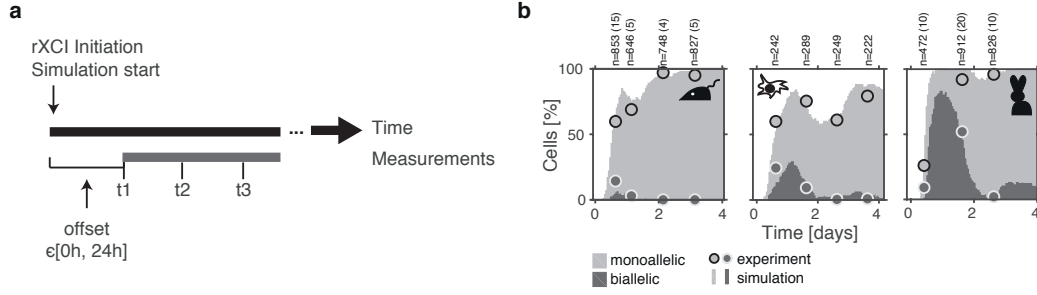 a
rXCI Initiation
Simulation start
...
Time
Measurements
t1
t2
t3
offset
ϵ[0h, 24h]
b
n=853 (15)
n=646 (5)
n=748 (4)
n=827 (5)
n=242
n=289
n=249
n=222
n=472 (10)
n=912 (20)
n=826 (10)
Cells [%]
100
50
0
0
2
4
0
2
4
0
2
4
Time [days]
monoallelic
biallelic
experiment
simulation